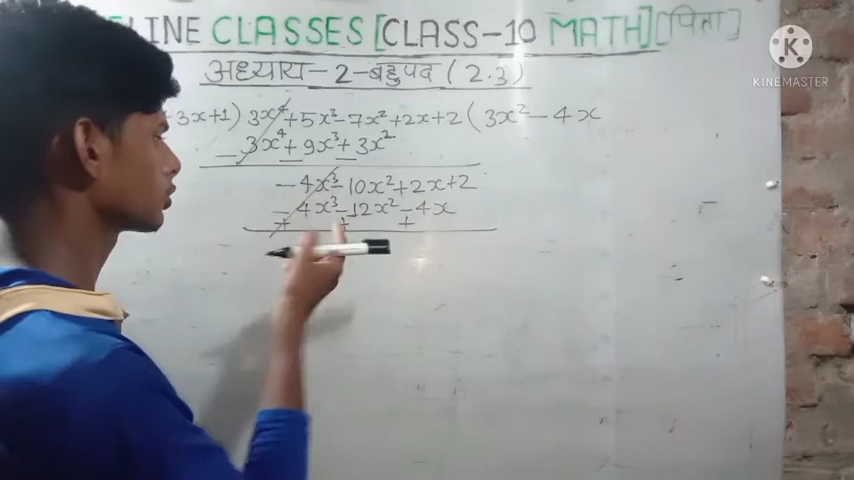 LINE CLASSES [CLASS-10 MATH] [पिता]
KINEMASTER
अध्याय-2-बहुपद (2.3)
3x+1) 3x⁴+5x³-7x²+2x+2 ( 3x²-4x
3x⁴+9x³+3x²
- - -
-4x³-10x²+2x+2
-4x³-12x²-4x
+ + +